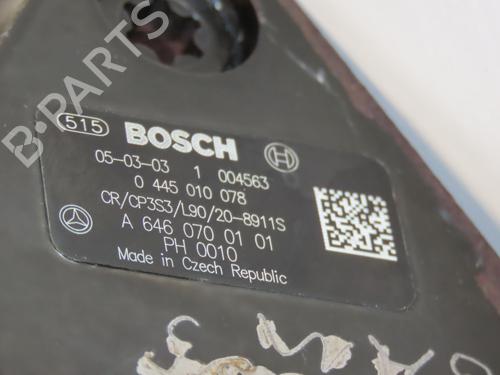 515 BOSCH
05-03-03 1 004563
0 445 010 078
CR/CP3S3/L90/20-8911S
A 646 070 01 01
PH 0010
Made in Czech Republic
B-PARTS